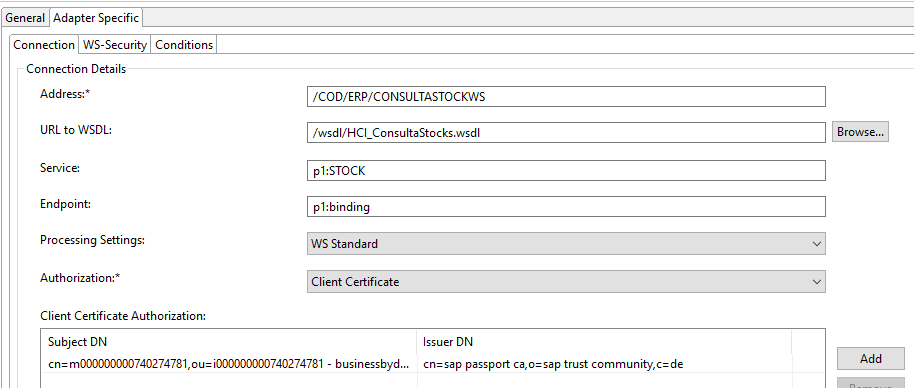 General Adapter Specific
Connection WS-Security Conditions
Connection Details
Address:* /COD/ERP/CONSULTASTOCKWS
URL to WSDL: /wsdl/HCI_ConsultaStocks.wsdl Browse...
Service: p1:STOCK
Endpoint: p1:binding
Processing Settings: WS Standard
Authorization:* Client Certificate
Client Certificate Authorization:
Subject DN Issuer DN
cn=m000000000740274781,ou=i000000000740274781 - businessbyd... cn=sap passport ca,o=sap trust community,c=de
Add
Remove